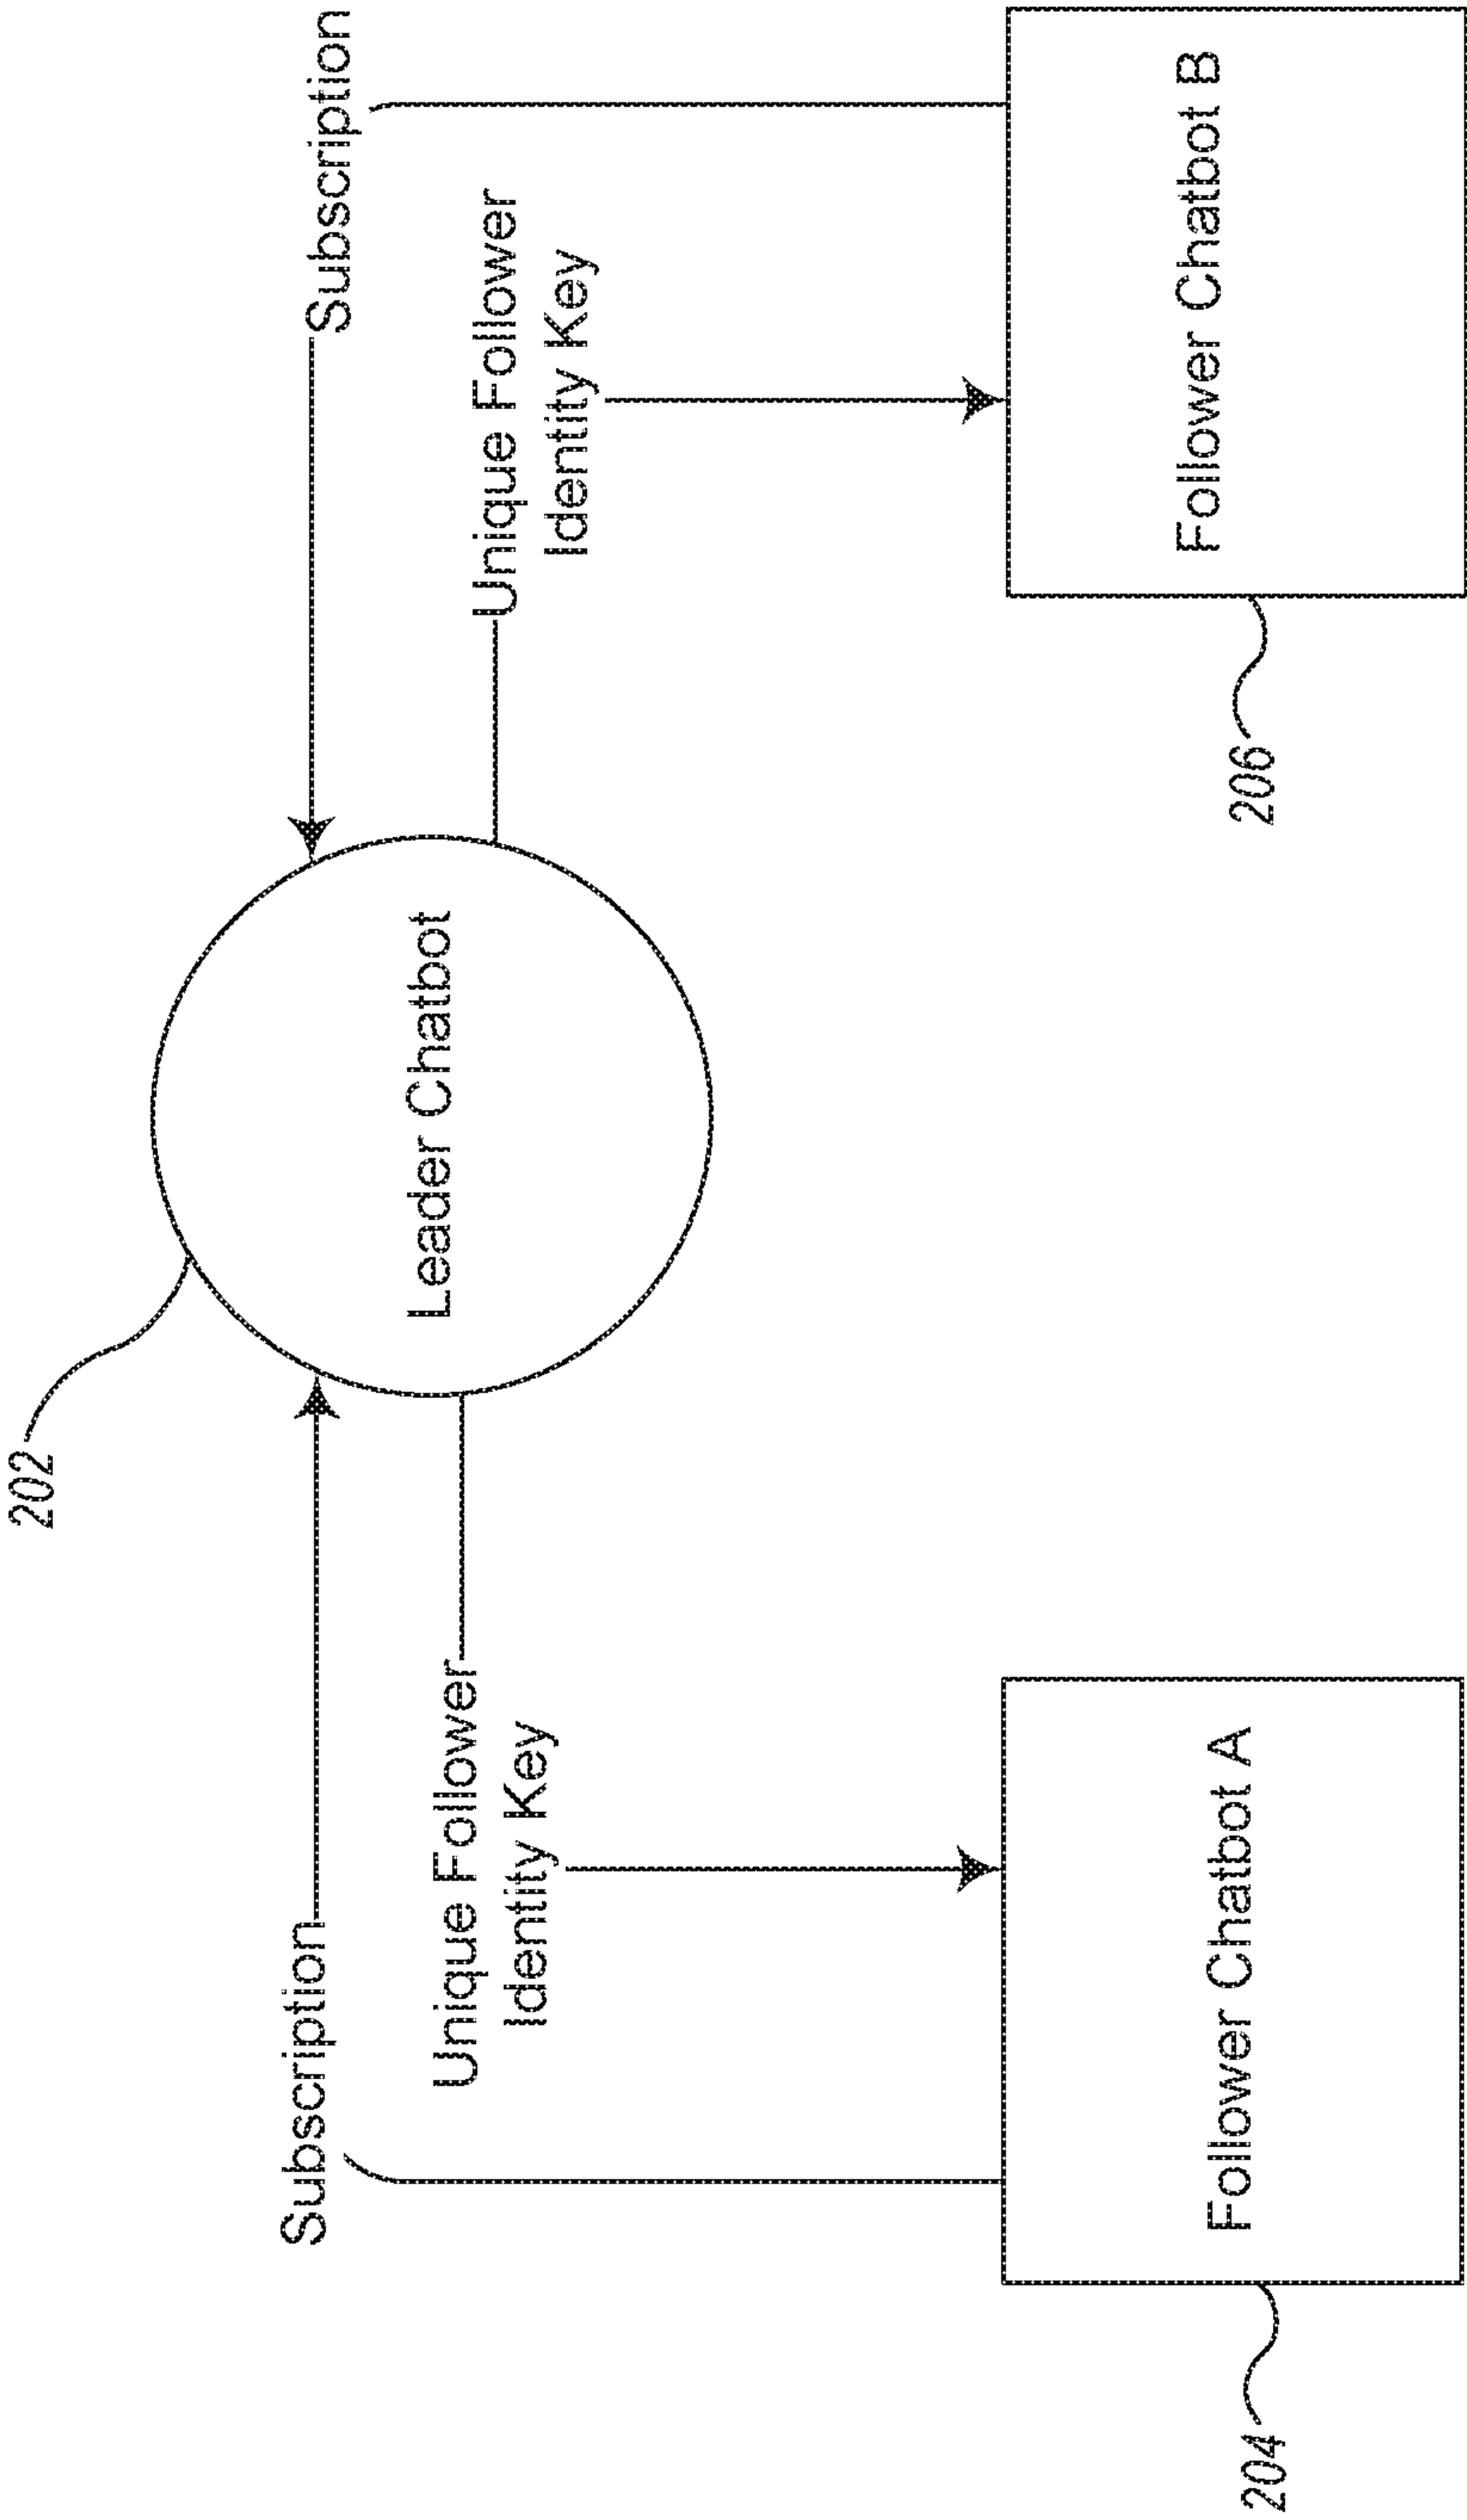 202
Subscription
Subscription
Leader Chatbot
Unique Follower
Identity Key
Unique Follower
Identity Key
Follower Chatbot A
Follower Chatbot B
204
206